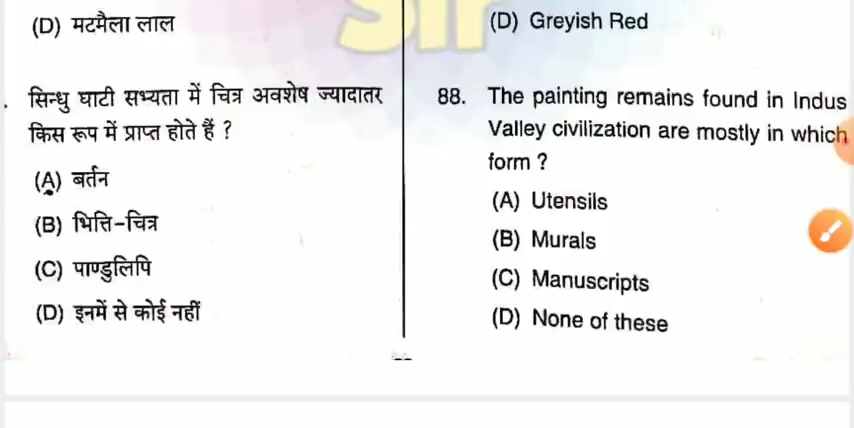 (D) मटमैला लाल
. सिन्धु घाटी सभ्यता में चित्र अवशेष ज्यादातर
किस रूप में प्राप्त होते हैं ?
(A) बर्तन
(B) भित्ति-चित्र
(C) पाण्डुलिपि
(D) इनमें से कोई नहीं
(D) Greyish Red
88. The painting remains found in Indus
Valley civilization are mostly in which
form ?
(A) Utensils
(B) Murals
(C) Manuscripts
(D) None of these